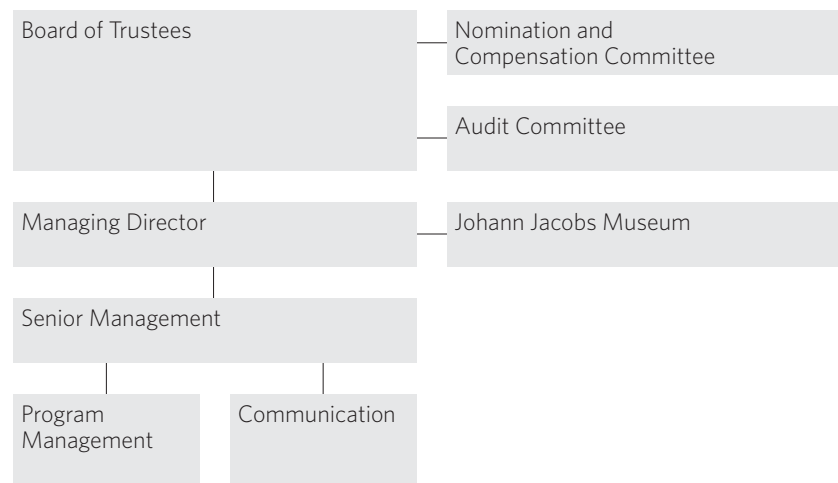 Board of Trustees
Nomination and
Compensation Committee
Audit Committee
Managing Director
Johann Jacobs Museum
Senior Management
Program
Management
Communication